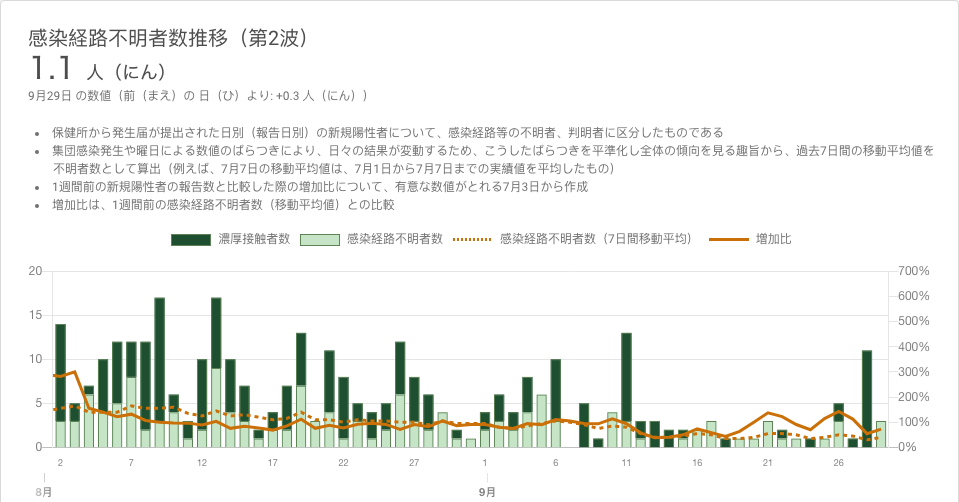 感染経路不明者数推移（第2波）
1.1 人（にん）
9月29日 の数値（前（まえ）の 日（ひ）より: +0.3 人（にん））
保健所から発生届が提出された日別（報告日別）の新規陽性者について、感染経路等の不明者、判明者に区分したものである
集団感染発生や曜日による数値のばらつきにより、日々の結果が変動するため、こうしたばらつきを平準化し全体の傾向を見る趣旨から、過去7日間の移動平均値を
不明者数として算出（例えば、7月7日の移動平均値は、7月1日から7月7日までの実績値を平均したもの）
1週間前の新規陽性者の報告数と比較した際の増加比について、有意な数値がとれる7月3日から作成
増加比は、1週間前の感染経路不明者数（移動平均値）との比較
濃厚接触者数 感染経路不明者数 感染経路不明者数（7日間移動平均） 増加比
20 700%
600%
15 500%
400%
10 300%
5 200%
100%
0 0%
2 7 12 17 22 27 1 6 11 16 21 26
8月 9月